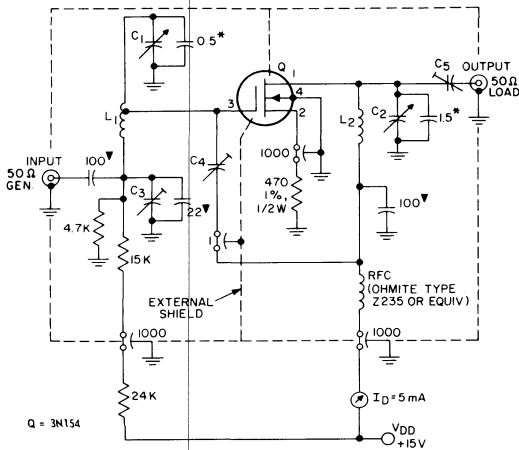 C1
0.5*
Q
1
4
3
2
C5
OUTPUT
50Ω
LOAD
L1
L2
C2
1.5*
C4
1000
INPUT
50Ω
GEN.
100▼
C3
22▼
470
1%,
1/2W
100▼
4.7K
15K
1
EXTERNAL
SHIELD
RFC
(OHMITE TYPE
Z235 OR EQUIV)
1000
1000
24K
ID=5mA
Q = 3N154
VDD
+15V